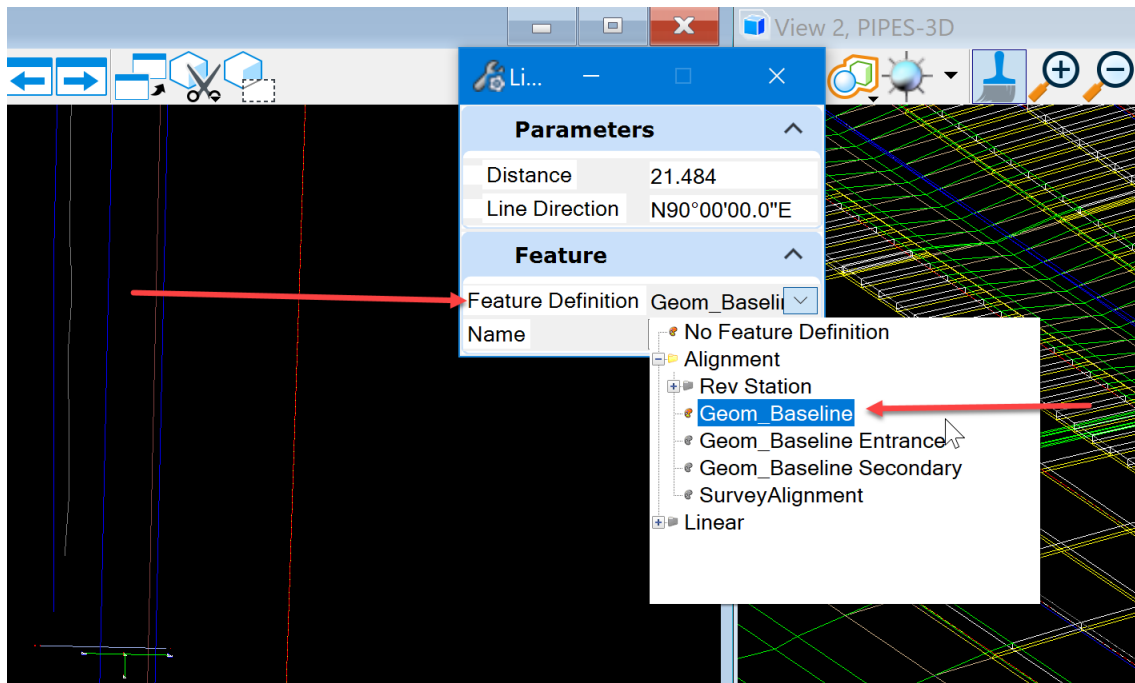 View 2, PIPES-3D
Li...
Parameters
Distance 21.484
Line Direction N90°00'00.0"E
Feature
Feature Definition Geom_Baselin
Name
No Feature Definition
Alignment
Rev Station
Geom_Baseline
Geom_Baseline Entrance
Geom_Baseline Secondary
SurveyAlignment
Linear